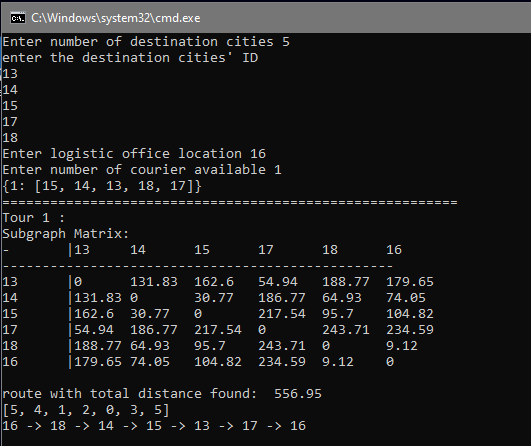 C:\Windows\system32\cmd.exe
Enter number of destination cities 5
enter the destination cities' ID
13
14
15
17
18
Enter logistic office location 16
Enter number of courier available 1
{1: [15, 14, 13, 18, 17]}
=========================================================
Tour 1 :
Subgraph Matrix:
-       |13     14      15      17      18      16
-------------------------------------------------
13      |0      131.83  162.6   54.94   188.77  179.65
14      |131.83 0       30.77   186.77  64.93   74.05
15      |162.6  30.77   0       217.54  95.7    104.82
17      |54.94  186.77  217.54  0       243.71  234.59
18      |188.77 64.93   95.7    243.71  0       9.12
16      |179.65 74.05   104.82  234.59  9.12    0
route with total distance found:  556.95
[5, 4, 1, 2, 0, 3, 5]
16 -> 18 -> 14 -> 15 -> 13 -> 17 -> 16